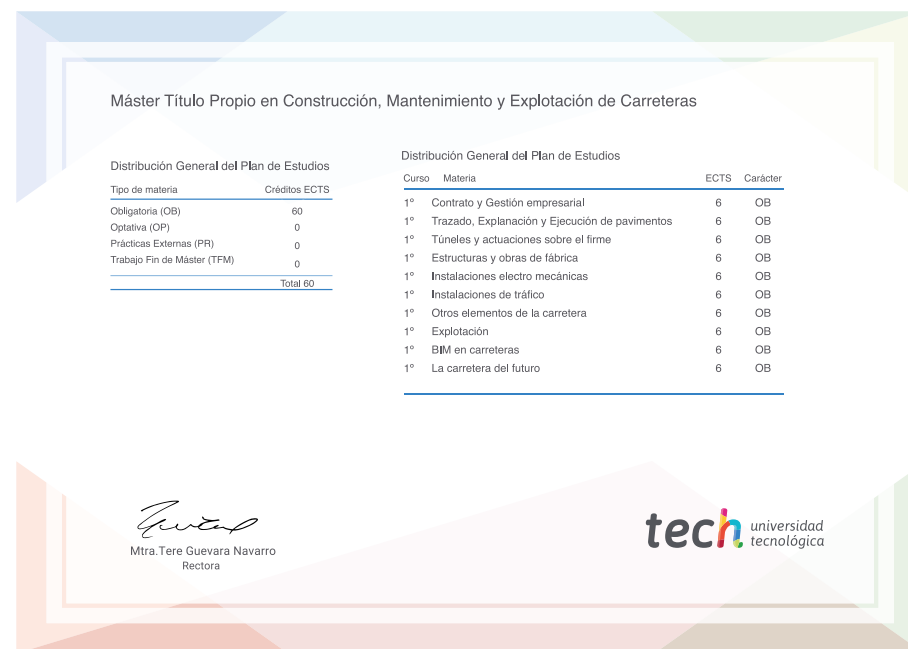 Máster Título Propio en Construcción, Mantenimiento y Explotación de Carreteras
Distribución General del Plan de Estudios
Tipo de materia Créditos ECTS
Obligatoria (OB) 60
Optativa (OP) 0
Prácticas Externas (PR) 0
Trabajo Fin de Máster (TFM) 0
Total 60
Distribución General del Plan de Estudios
Curso Materia ECTS Carácter
1º Contrato y Gestión empresarial 6 OB
1º Trazado, Explanación y Ejecución de pavimentos 6 OB
1º Túneles y actuaciones sobre el firme 6 OB
1º Estructuras y obras de fábrica 6 OB
1º Instalaciones electro mecánicas 6 OB
1º Instalaciones de tráfico 6 OB
1º Otros elementos de la carretera 6 OB
1º Explotación 6 OB
1º BIM en carreteras 6 OB
1º La carretera del futuro 6 OB
Mtra.Tere Guevara Navarro
Rectora
tech universidad
tecnológica